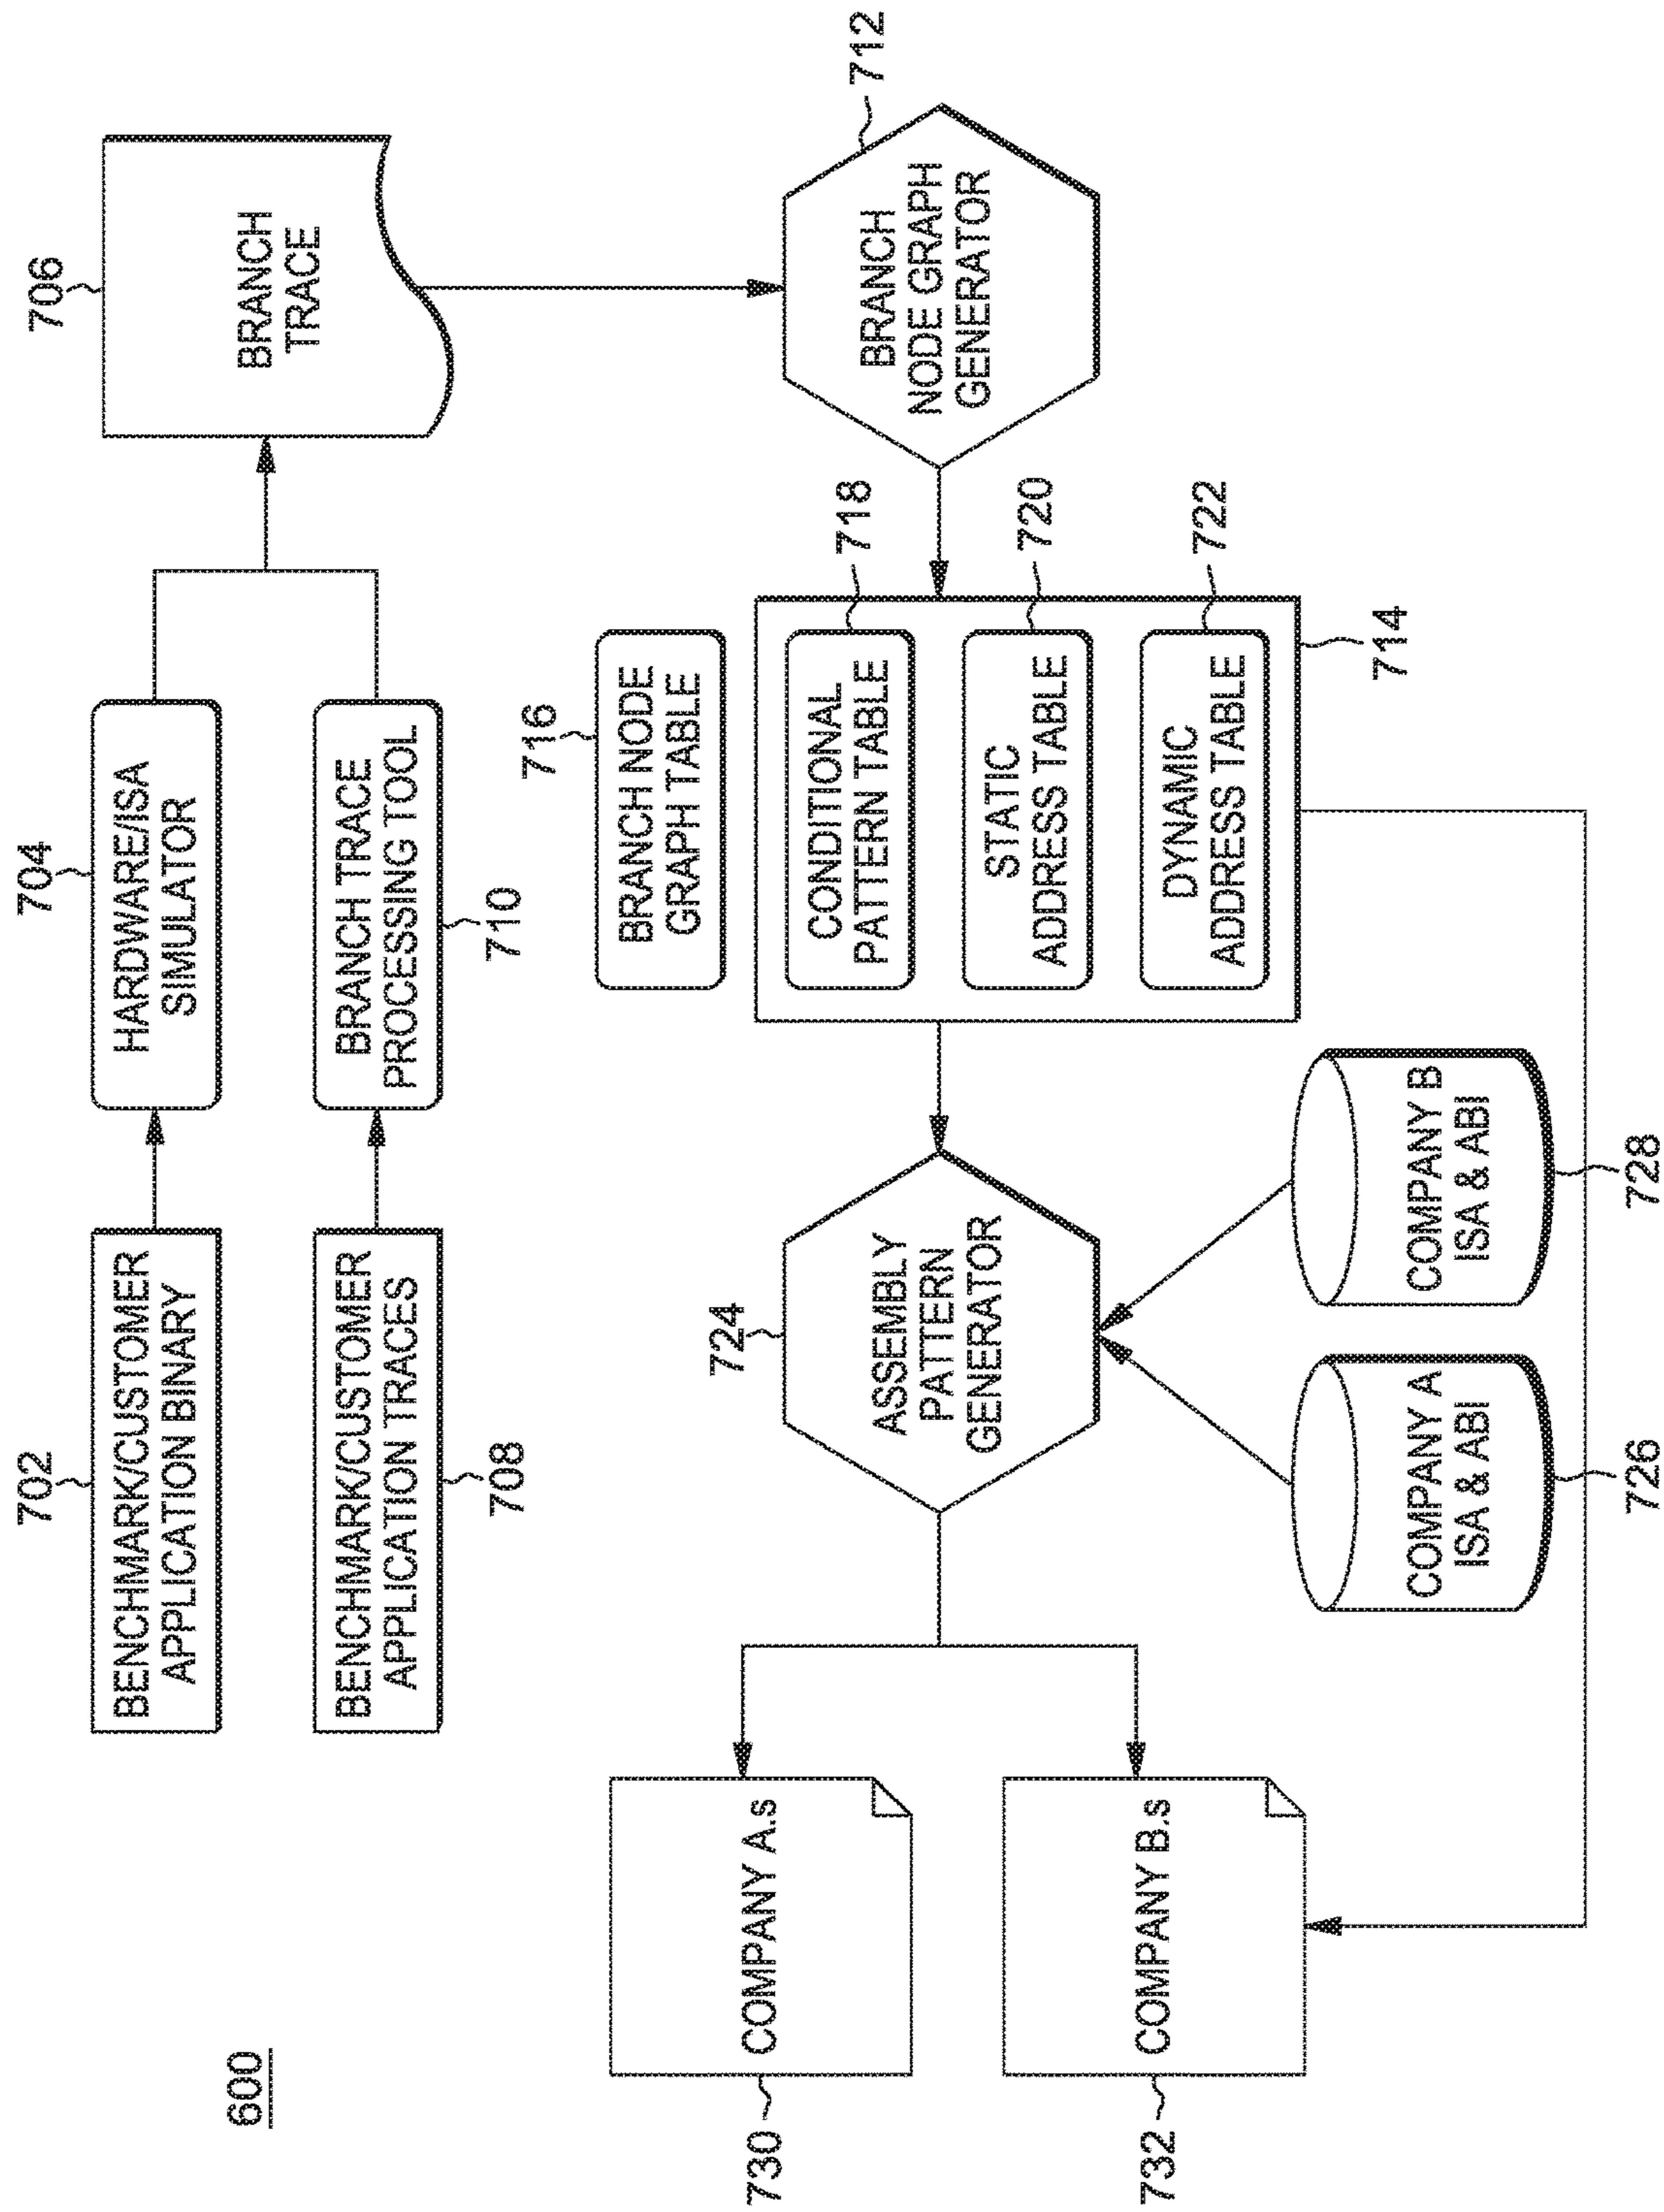 600
702
BENCHMARK/CUSTOMER
APPLICATION BINARY
704
HARDWARE/ISA
SIMULATOR
706
BRANCH
TRACE
BENCHMARK/CUSTOMER
APPLICATION TRACES
708
BRANCH TRACE
PROCESSING TOOL
710
712
BRANCH
NODE GRAPH
GENERATOR
716
BRANCH NODE
GRAPH TABLE
718
CONDITIONAL
PATTERN TABLE
720
STATIC
ADDRESS TABLE
722
DYNAMIC
ADDRESS TABLE
714
724
ASSEMBLY
PATTERN
GENERATOR
COMPANY A
ISA & ABI
726
COMPANY B
ISA & ABI
728
730
COMPANY A.s
732
COMPANY B.s